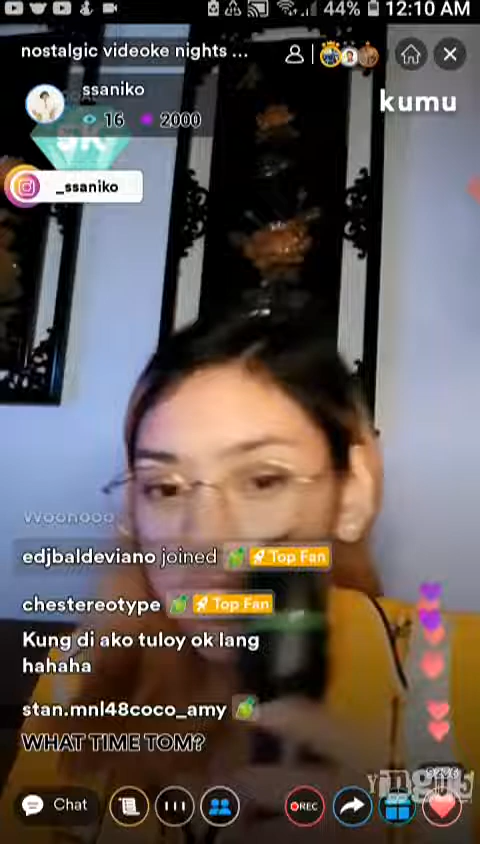 44% 12:10 AM
nostalgic videoke nights ...
ssaniko
16 2000
kumu
_ssaniko
Woohooo
edjbaldeviano joined Top Fan
chestereotype Top Fan
Kung di ako tuloy ok lang
hahaha
stan.mnl48coco_amy
WHAT TIME TOM?
Chat
REC